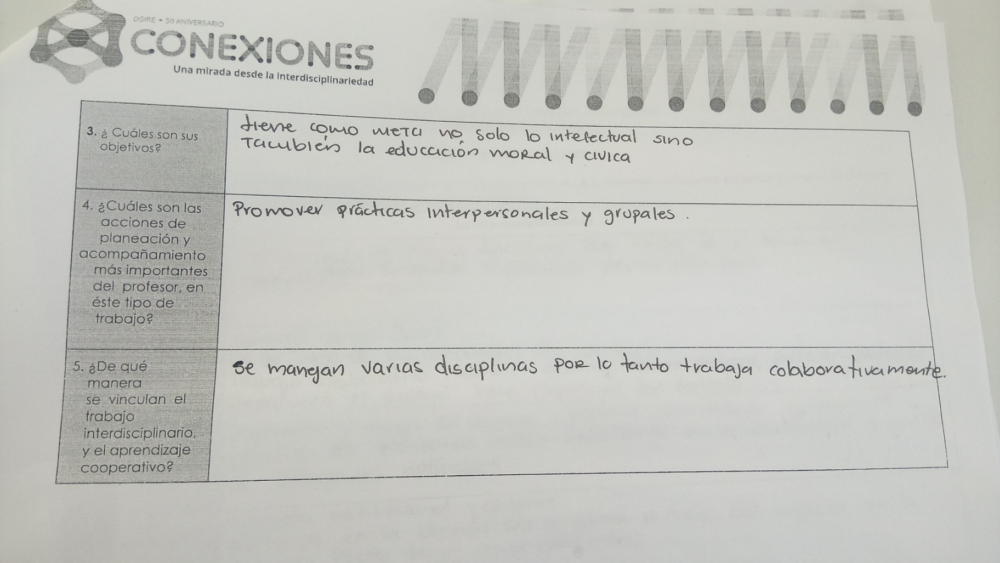 DGIRE • 50 ANIVERSARIO
CONEXIONES
Una mirada desde la interdisciplinariedad
3. ¿ Cuáles son sus
objetivos?
tiene como meta no solo lo intelectual sino
también la educación moral y civica
4. ¿Cuáles son las
acciones de
planeación y
acompañamiento
más importantes
del profesor, en
éste tipo de
trabajo?
Promover prácticas interpersonales y grupales.
5. ¿De qué
manera
se vinculan el
trabajo
interdisciplinario,
y el aprendizaje
cooperativo?
se manejan varias disciplinas por lo tanto trabaja colaborativamente.